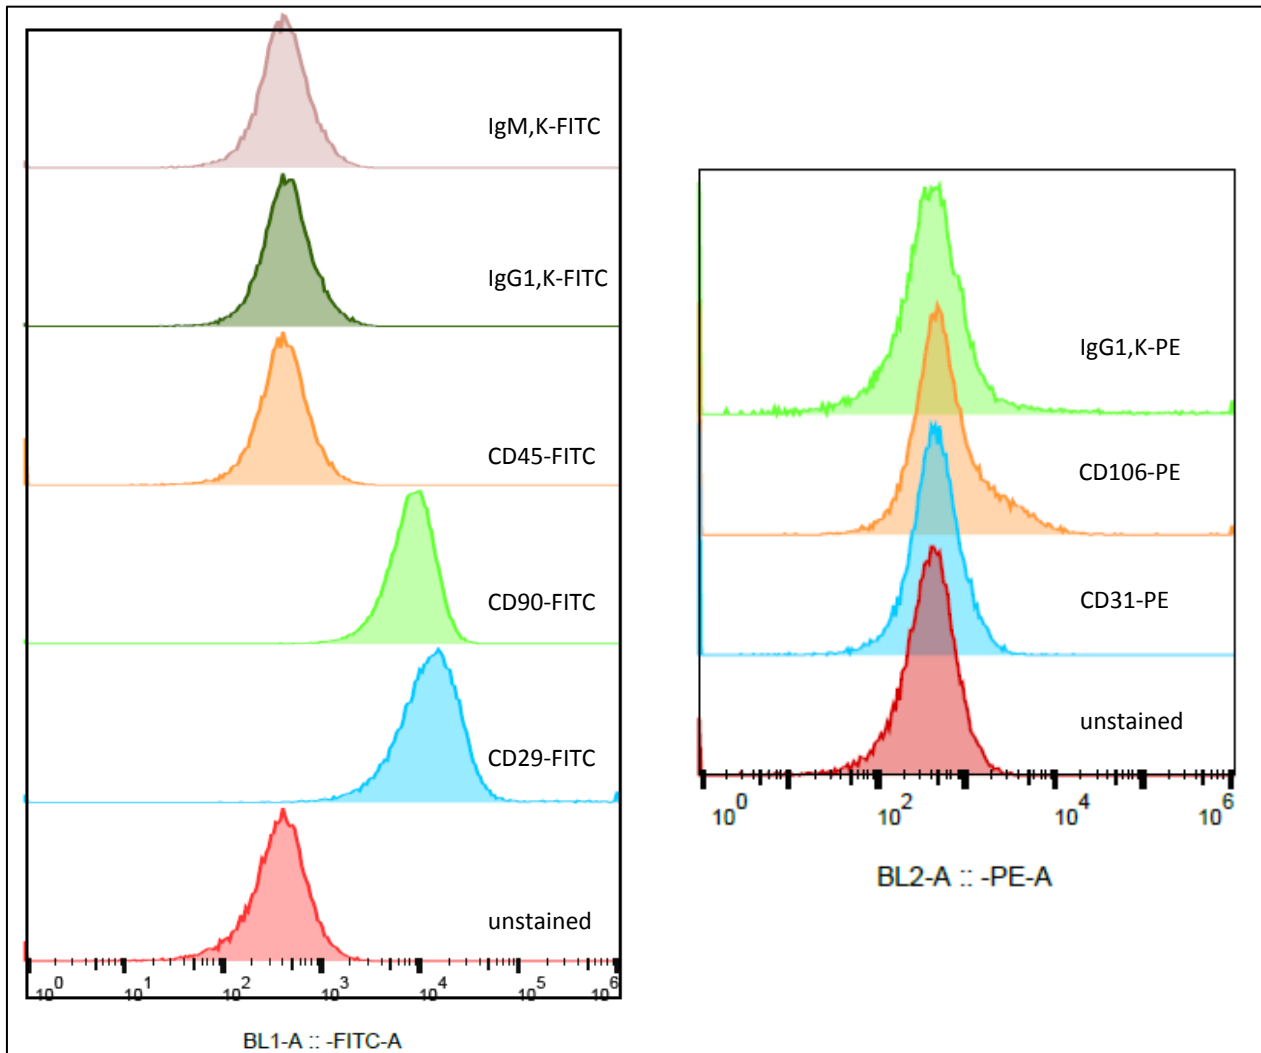 IgM,K-FITC
IgG1,K-FITC
CD45-FITC
CD90-FITC
CD29-FITC
unstained
10^0 10^1 10^2 10^3 10^4 10^5 10^6
BL1-A :: -FITC-A
IgG1,K-PE
CD106-PE
CD31-PE
unstained
10^0 10^2 10^4 10^6
BL2-A :: -PE-A